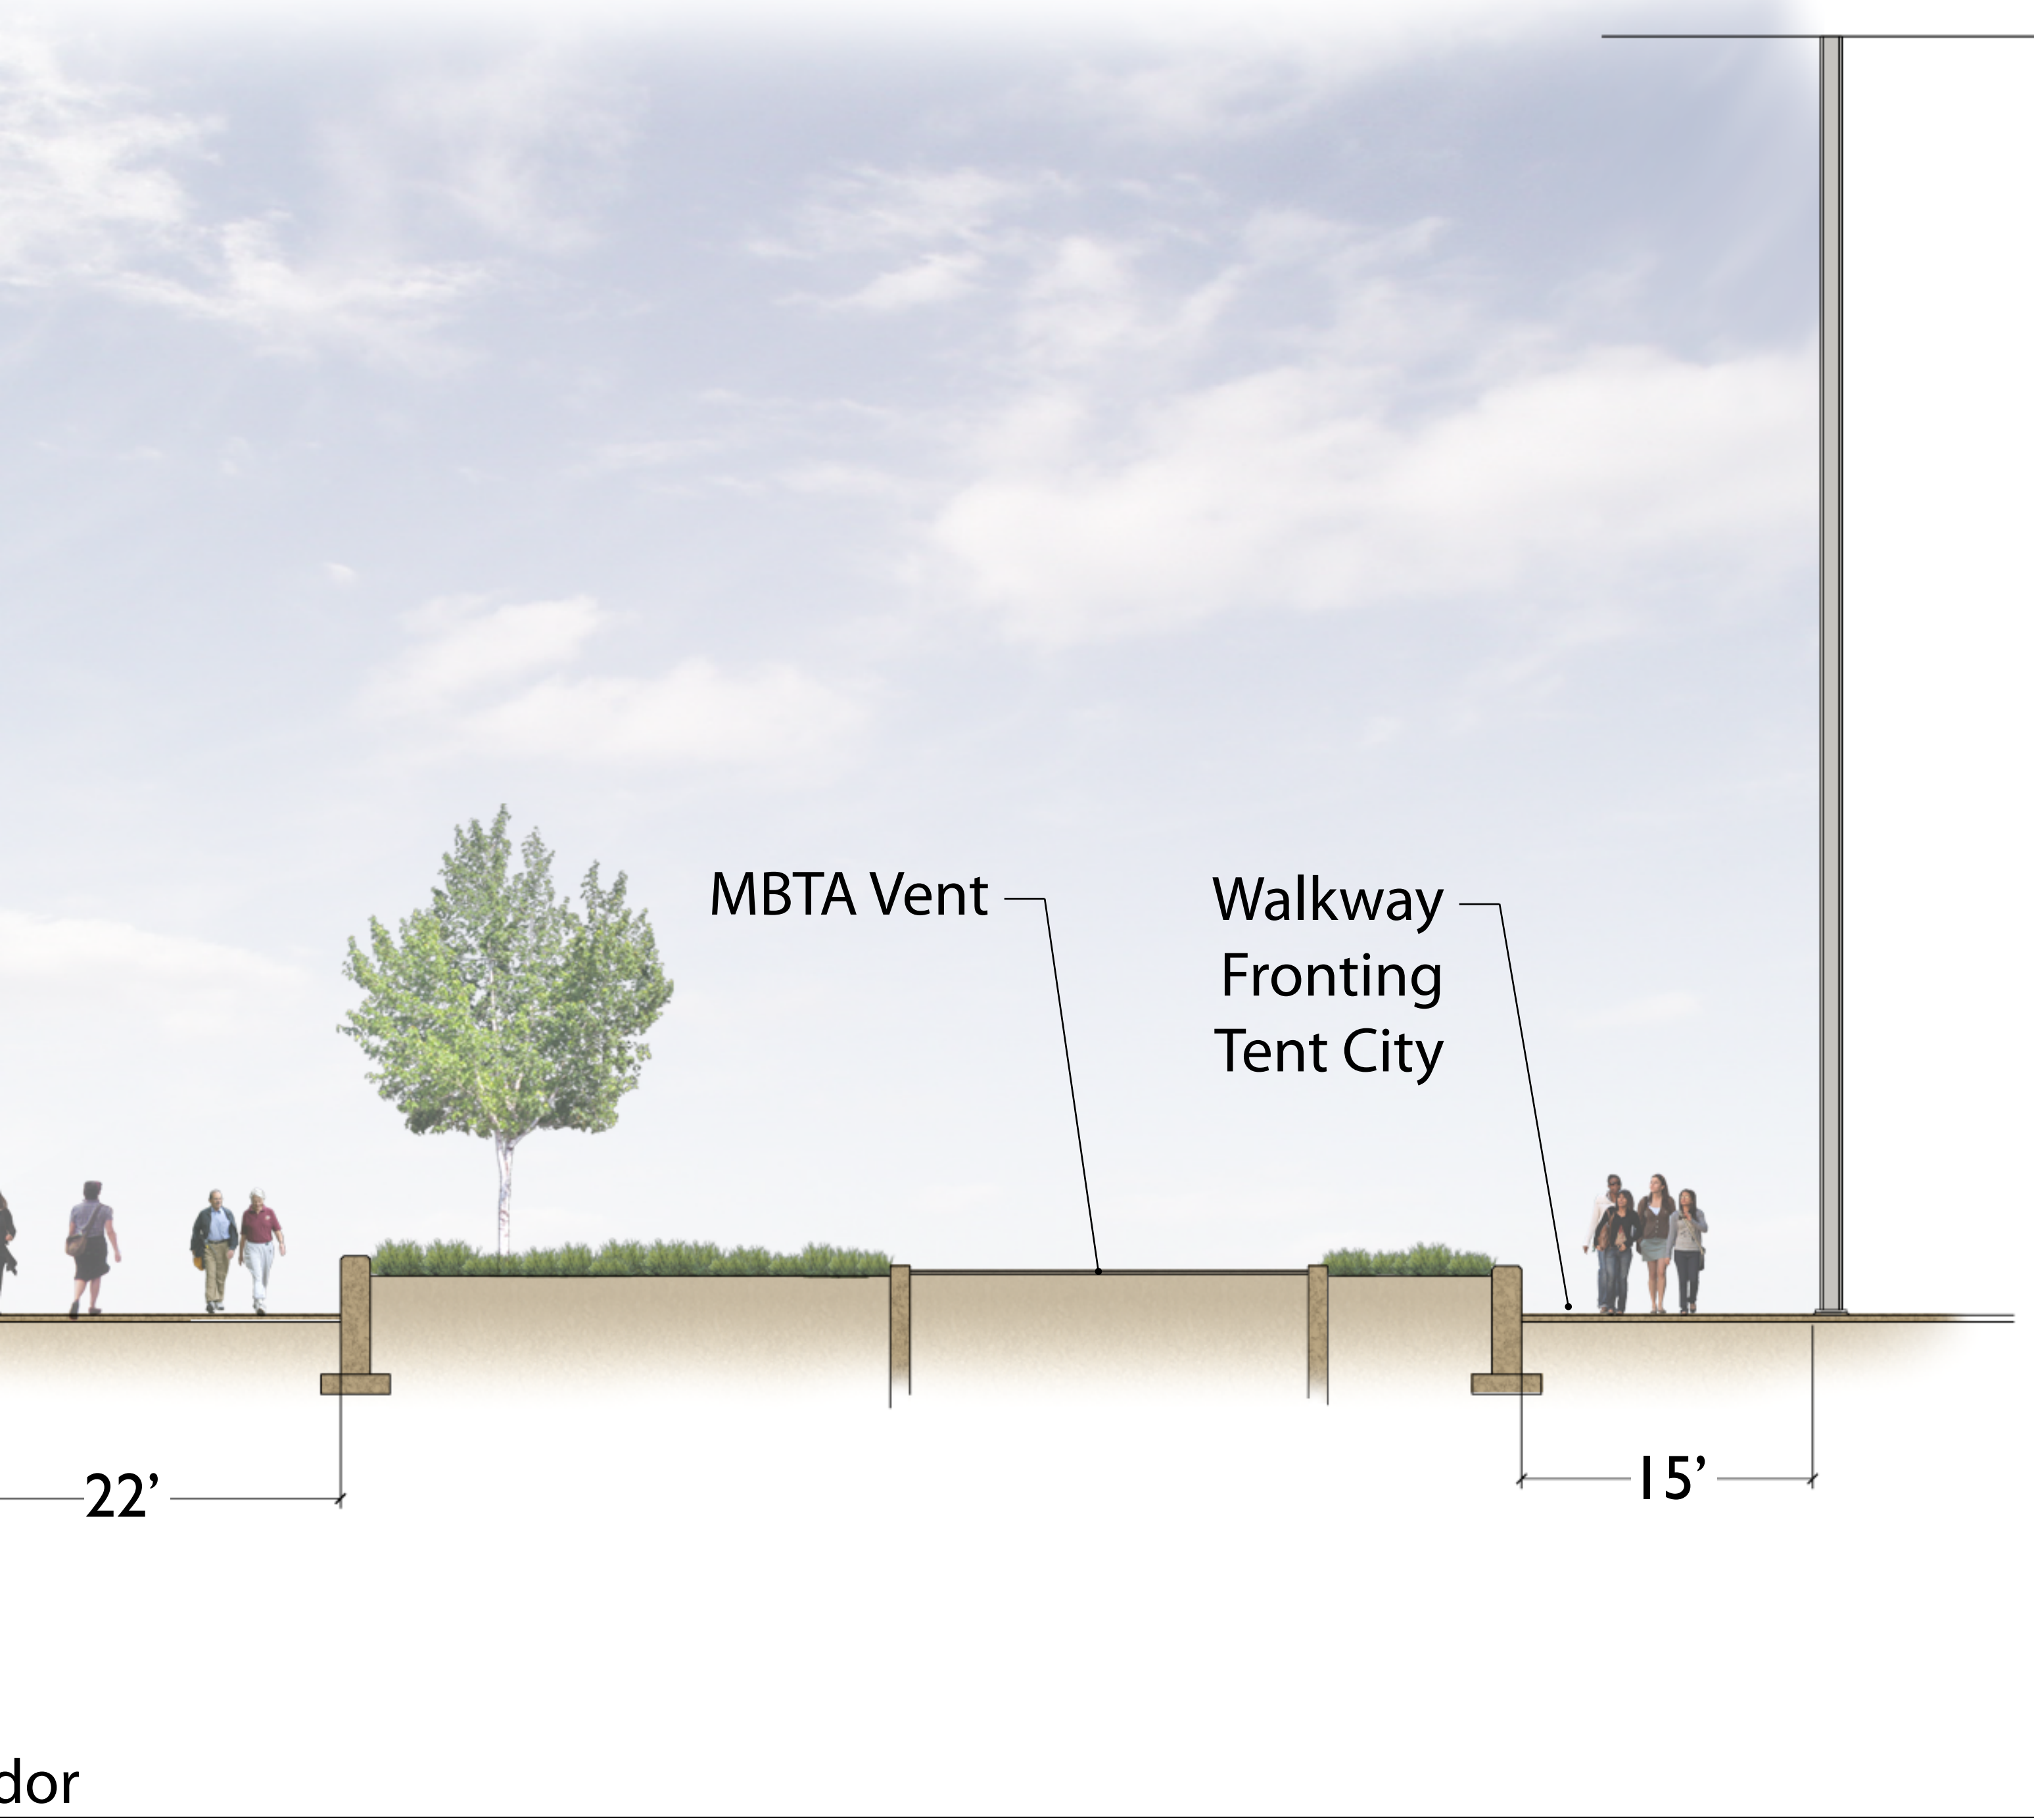 MBTA Vent
Walkway
Fronting
Tent City
22’
15’
dor